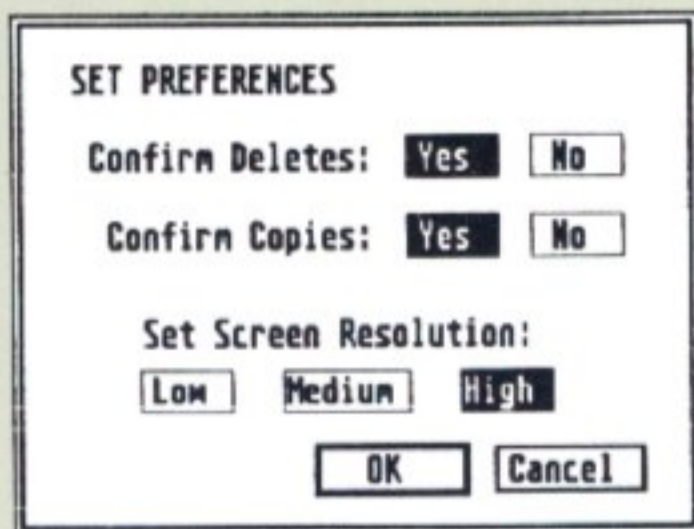 SET PREFERENCES
Confirm Deletes: Yes No
Confirm Copies: Yes No
Set Screen Resolution:
Low Medium High
OK Cancel